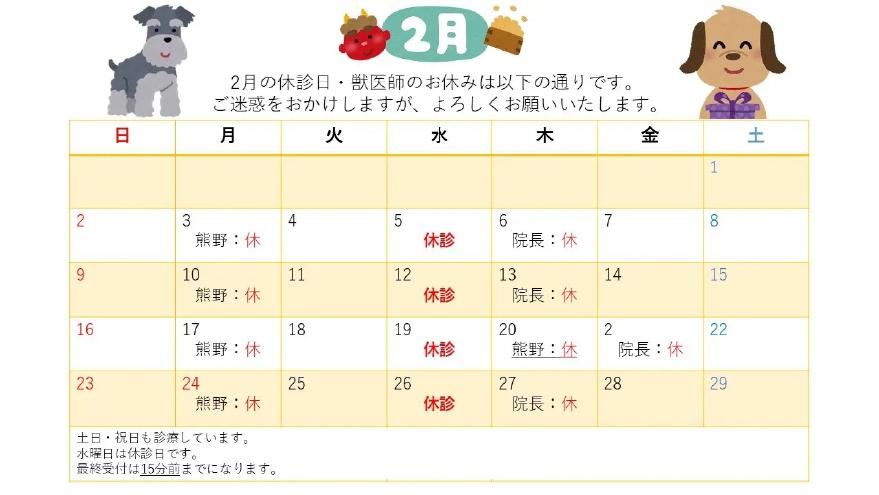 2月
2月の休診日・獣医師のお休みは以下の通りです。
ご迷惑をおかけしますが、よろしくお願いいたします。
日 月 火 水 木 金 土
1
2 3 4 5 6 7 8
熊野：休 休診 院長：休
9 10 11 12 13 14 15
熊野：休 休診 院長：休
16 17 18 19 20 2 22
熊野：休 休診 熊野：休 院長：休
23 24 25 26 27 28 29
熊野：休 休診 院長：休
土日・祝日も診療しています。
水曜日は休診日です。
最終受付は15分前までになります。